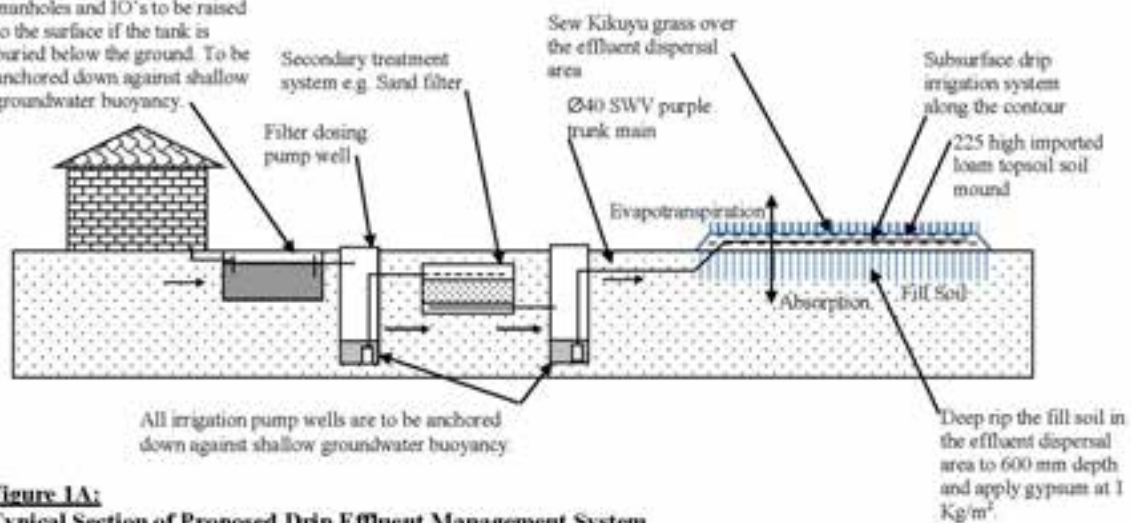 manholes and IO's to be raised
to the surface if the tank is
buried below the ground. To be
anchored down against shallow
groundwater buoyancy.
Secondary treatment
system e.g. Sand filter
Filter dosing
pump well
Sew Kikuyu grass over
the effluent dispersal
area
Ø40 SWV purple
trunk main
Subsurface drip
irrigation system
along the contour
225 high imported
loam topsoil soil
mound
Evapotranspiration
Absorption
Fill Soil
All irrigation pump wells are to be anchored
down against shallow groundwater buoyancy.
Deep rip the fill soil in
the effluent dispersal
area to 600 mm depth
and apply gypsum at 1
Kg/m².
Figure 1A:
Typical Section of Proposed Drip Effluent Management System